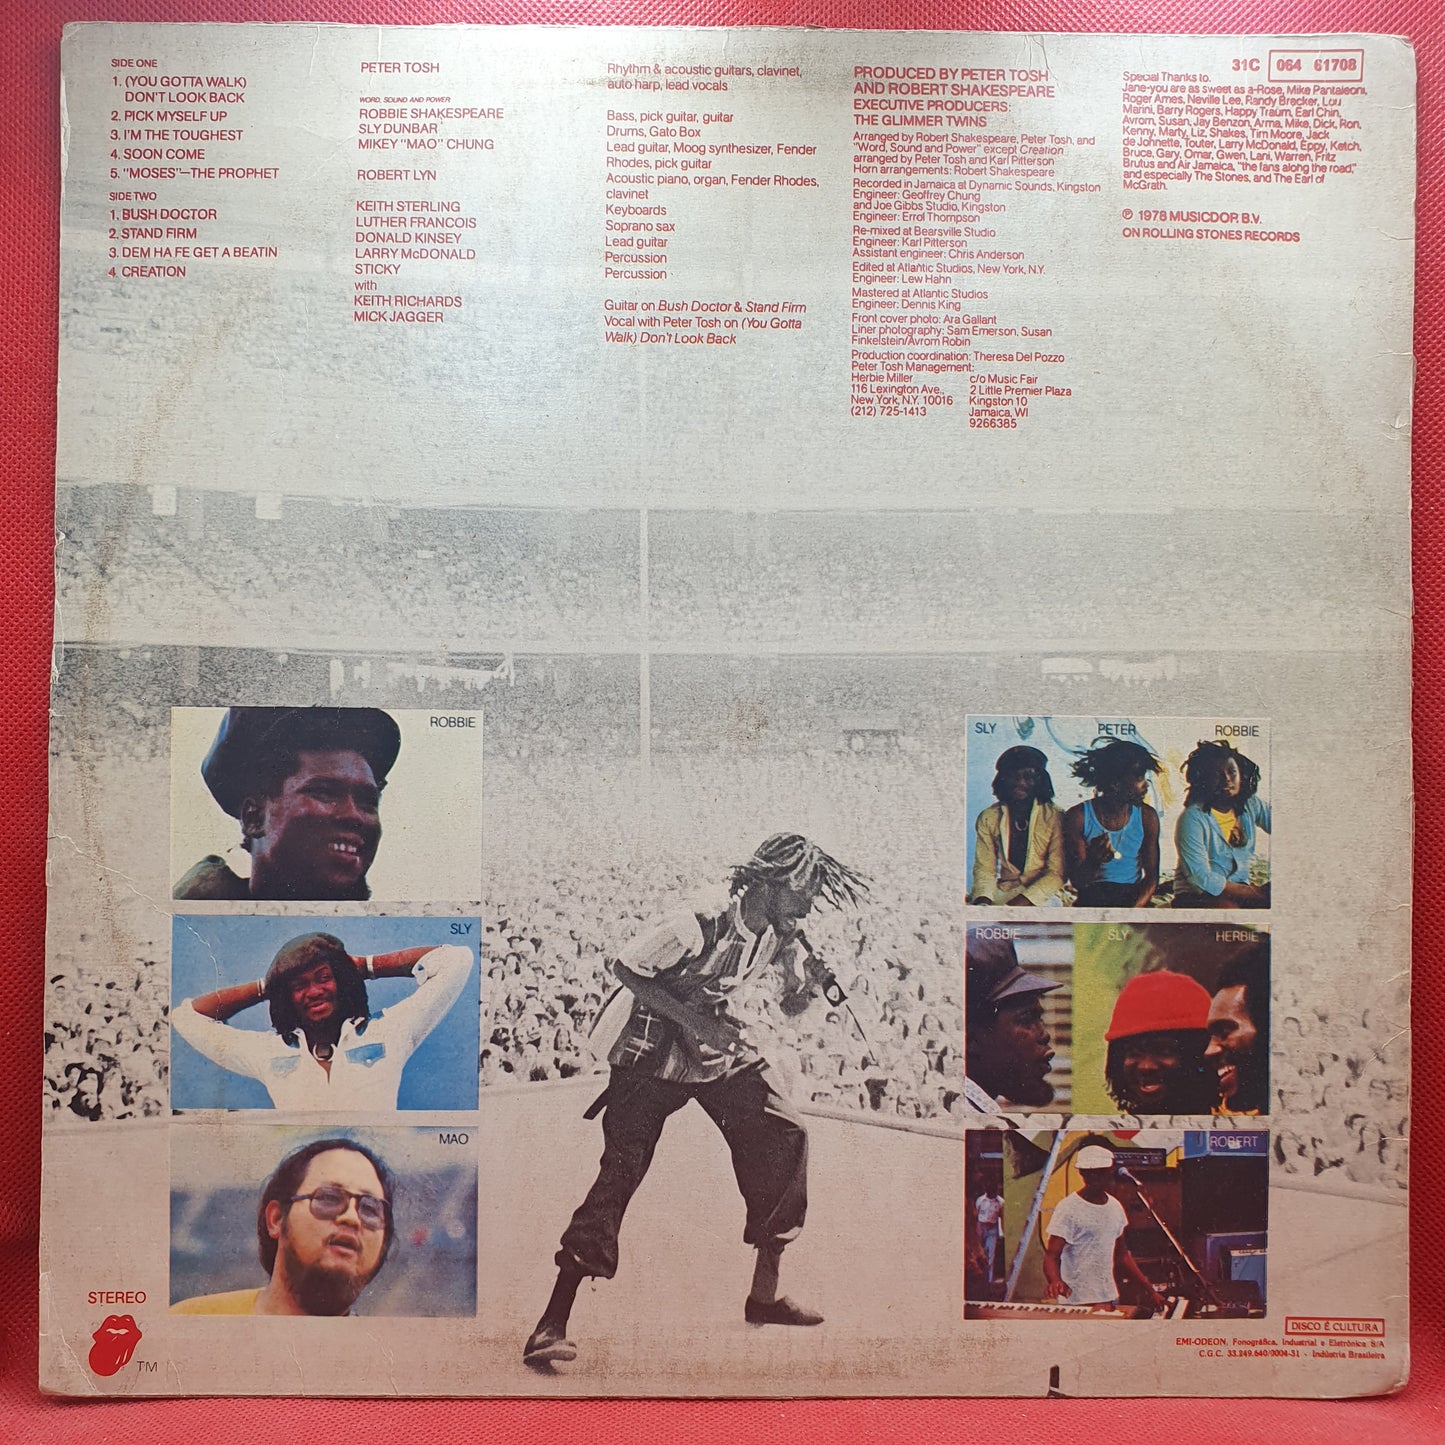 SIDE ONE
1. (YOU GOTTA WALK)
DON'T LOOK BACK
2. PICK MYSELF UP
3. I'M THE TOUGHEST
4. SOON COME
5. "MOSES"—THE PROPHET
SIDE TWO
1. BUSH DOCTOR
2. STAND FIRM
3. DEM HA FE GET A BEATIN
4. CREATION
PETER TOSH
WORD, SOUND AND POWER
ROBBIE SHAKESPEARE
SLY DUNBAR
MIKEY "MAO" CHUNG
ROBERT LYN
KEITH STERLING
LUTHER FRANCOIS
DONALD KINSEY
LARRY McDONALD
STICKY
with
KEITH RICHARDS
MICK JAGGER
Rhythm & acoustic guitars, clavinet,
auto harp, lead vocals
Bass, pick guitar, guitar
Drums, Gato Box
Lead guitar, Moog synthesizer, Fender
Rhodes, pick guitar
Acoustic piano, organ, Fender Rhodes,
clavinet
Keyboards
Soprano sax
Lead guitar
Percussion
Percussion
Guitar on Bush Doctor & Stand Firm
Vocal with Peter Tosh on (You Gotta
Walk) Don't Look Back
PRODUCED BY PETER TOSH
AND ROBERT SHAKESPEARE
EXECUTIVE PRODUCERS:
THE GLIMMER TWINS
Arranged by Robert Shakespeare, Peter Tosh, and
"Word, Sound and Power" except Creation
arranged by Peter Tosh and Karl Pitterson
Horn arrangements: Robert Shakespeare
Recorded in Jamaica at Dynamic Sounds, Kingston
Engineer: Geoffrey Chung
and Joe Gibbs Studio, Kingston
Engineer: Errol Thompson
Re-mixed at Bearsville Studio
Engineer: Karl Pitterson
Assistant engineer: Chris Anderson
Edited at Atlantic Studios, New York, N.Y.
Engineer: Lew Hahn
Mastered at Atlantic Studios
Engineer: Dennis King
Front cover photo: Ara Gallant
Liner photography: Sam Emerson, Susan
Finkelstein/Avrom Robin
Production coordination: Theresa Del Pozzo
Peter Tosh Management:
Herbie Miller
116 Lexington Ave.,
New York, N.Y. 10016
(212) 725-1413
c/o Music Fair
2 Little Premier Plaza
Kingston 10
Jamaica, WI
9266385
31C 064 61708
Special Thanks to.
Jane-you are as sweet as a-Rose, Mike Pantaleoni,
Roger Ames, Neville Lee, Randy Brecker, Lou
Marini, Barry Rogers, Happy Traum, Earl Chin,
Avrom, Susan, Jay Benzon, Arma, Mike, Dick, Ron,
Kenny, Marty, Liz, Shakes, Tim Moore, Jack
de Johnette, Touter, Larry McDonald, Eppy, Ketch,
Bruce, Gary, Omar, Gwen, Lani, Warren, Fritz
Brutus and Air Jamaica, "the fans along the road,"
and especially The Stones, and The Earl of
McGrath.
℗ 1978 MUSICDOR, B.V.
ON ROLLING STONES RECORDS
ROBBIE
SLY
MAO
SLY PETER ROBBIE
ROBBIE SLY HERBIE
ROBERT
STEREO
TM
DISCO É CULTURA
EMI-ODEON, Fonográfica, Industrial e Eletrônica S/A
C.G.C. 33.249.640/0004-31 - Indústria Brasileira